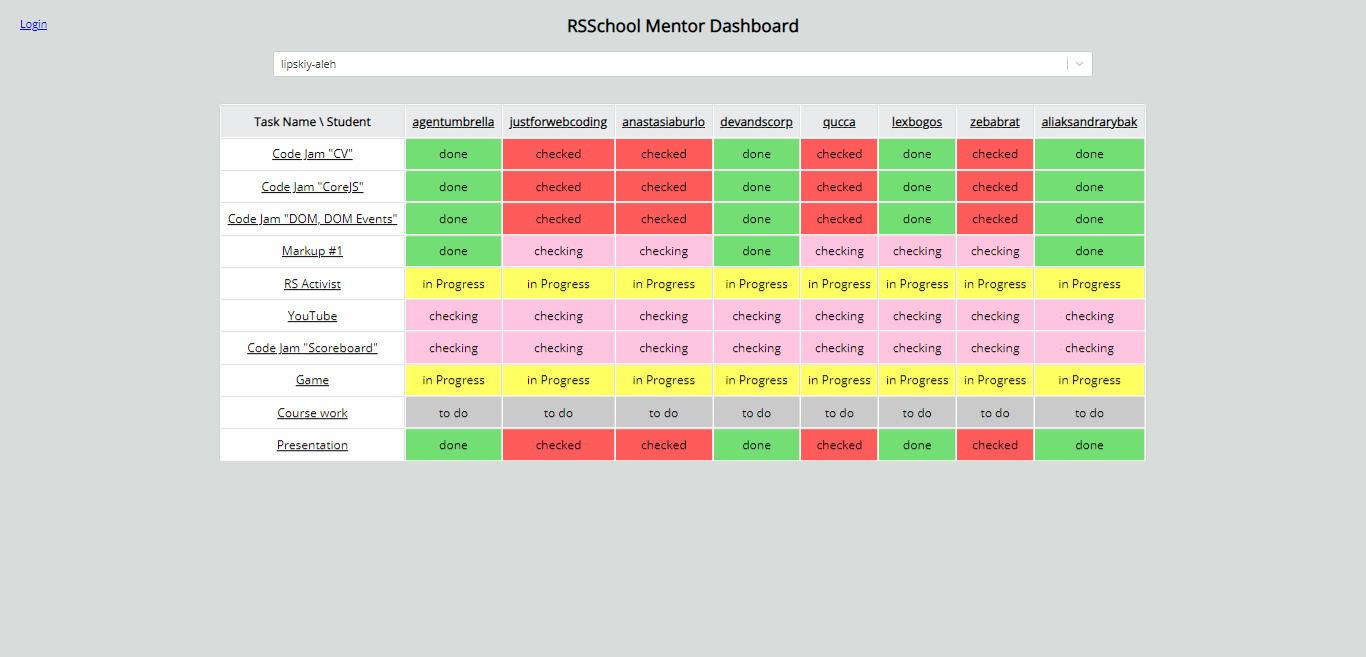 Login
RSSchool Mentor Dashboard
lipskiy-aleh
Task Name \ Student agentumbrella justforwebcoding anastasiaburlo devandscorp qucca lexbogos zebabrat aliaksandrarybak
Code Jam "CV" done checked checked done checked done checked done
Code Jam "CoreJS" done checked checked done checked done checked done
Code Jam "DOM, DOM Events" done checked checked done checked done checked done
Markup #1 done checking checking done checking checking checking done
RS Activist in Progress in Progress in Progress in Progress in Progress in Progress in Progress in Progress
YouTube checking checking checking checking checking checking checking checking
Code Jam "Scoreboard" checking checking checking checking checking checking checking checking
Game in Progress in Progress in Progress in Progress in Progress in Progress in Progress in Progress
Course work to do to do to do to do to do to do to do to do
Presentation done checked checked done checked done checked done